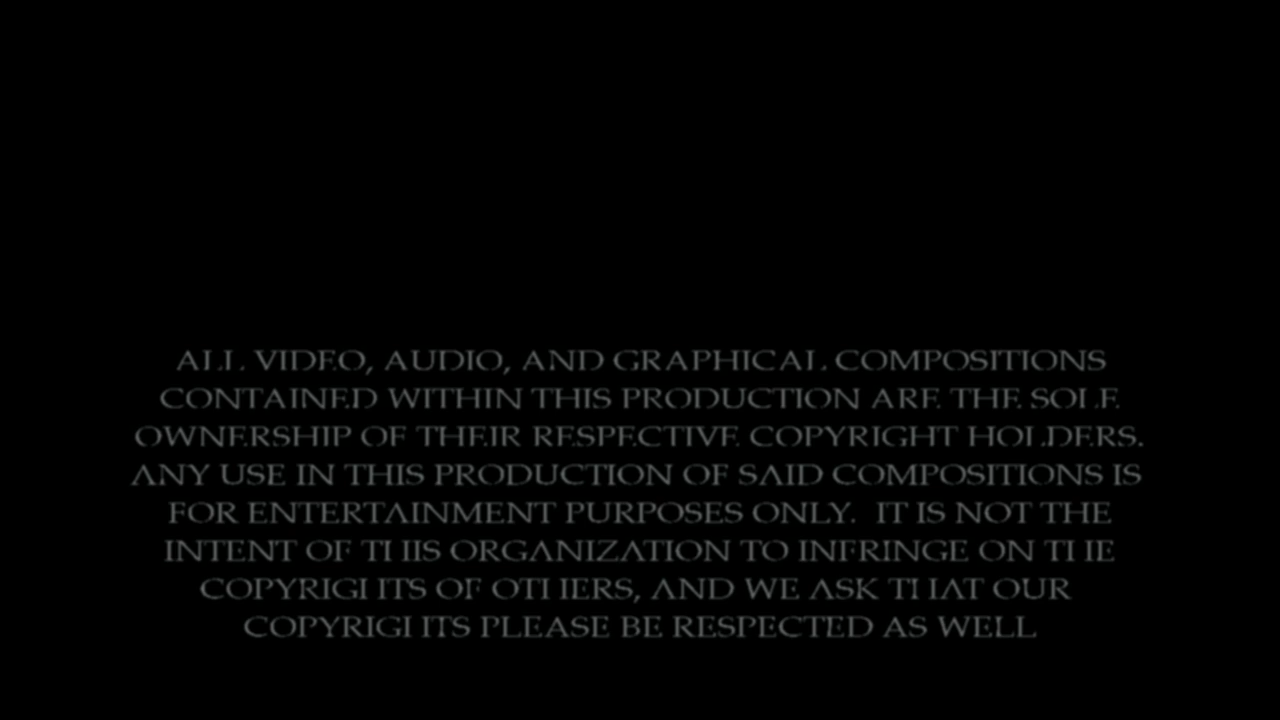 ALL VIDEO, AUDIO, AND GRAPHICAL COMPOSITIONS
CONTAINED WITHIN THIS PRODUCTION ARE THE SOLE
OWNERSHIP OF THEIR RESPECTIVE COPYRIGHT HOLDERS.
ANY USE IN THIS PRODUCTION OF SAID COMPOSITIONS IS
FOR ENTERTAINMENT PURPOSES ONLY.  IT IS NOT THE
INTENT OF THIS ORGANIZATION TO INFRINGE ON THE
COPYRIGHTS OF OTHERS, AND WE ASK THAT OUR
COPYRIGHTS PLEASE BE RESPECTED AS WELL